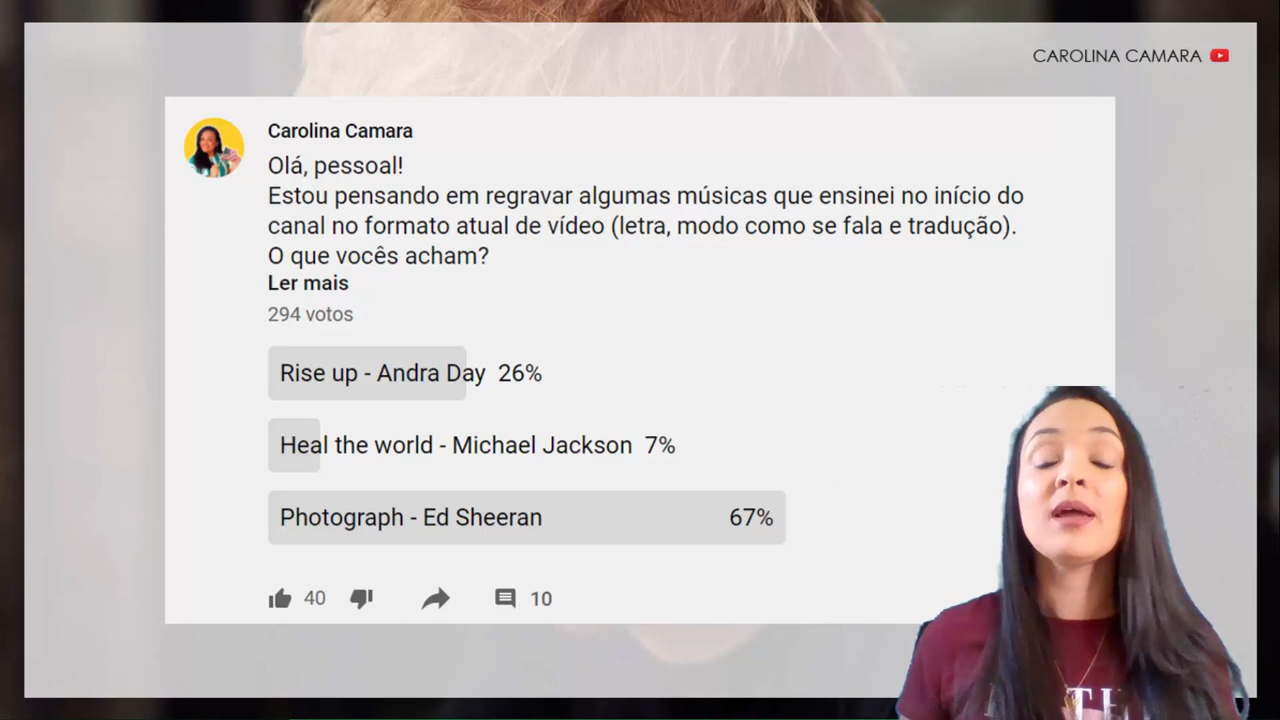 CAROLINA CAMARA
Carolina Camara
Olá, pessoal!
Estou pensando em regravar algumas músicas que ensinei no início do
canal no formato atual de vídeo (letra, modo como se fala e tradução).
O que vocês acham?
Ler mais
294 votos
Rise up - Andra Day 26%
Heal the world - Michael Jackson 7%
Photograph - Ed Sheeran 67%
40 10